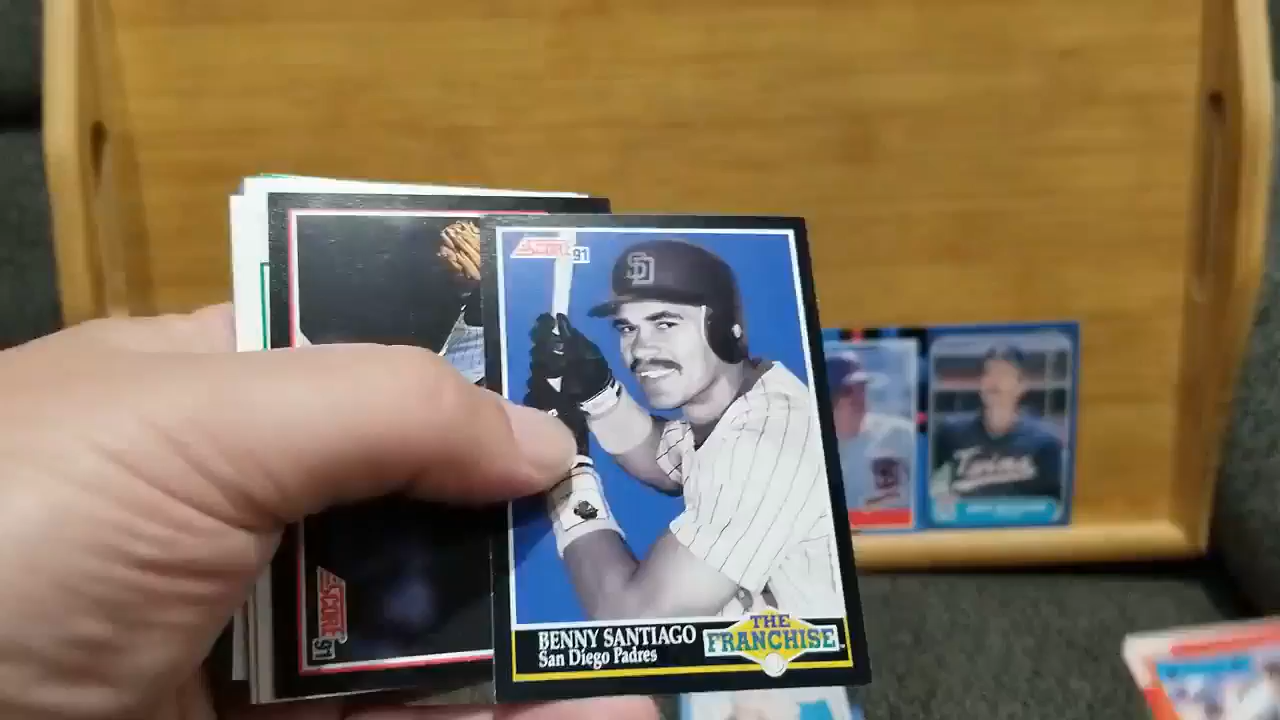 SCORE 91
SD
BENNY SANTIAGO
San Diego Padres
THE
FRANCHISE
SCORE 91
Twins